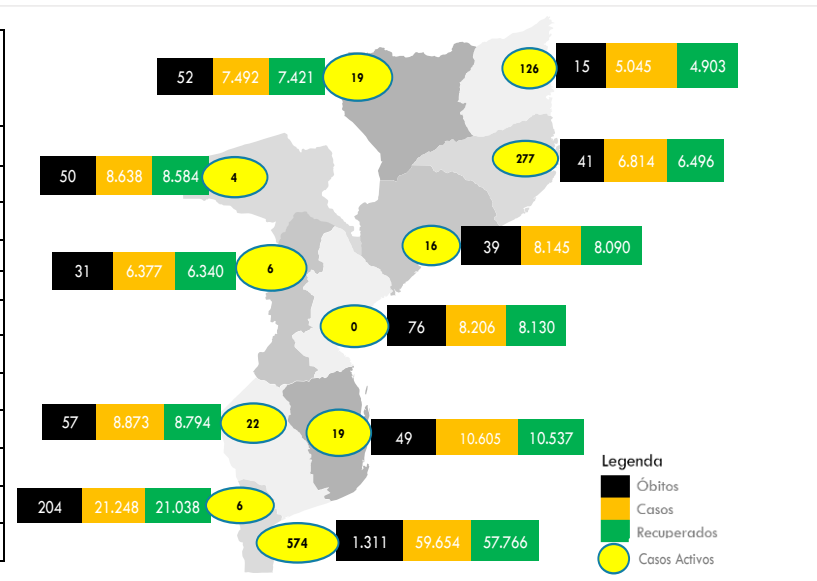 126 15 5.045 4.903
52 7.492 7.421 19
277 41 6.814 6.496
50 8.638 8.584 4
16 39 8.145 8.090
31 6.377 6.340 6
0 76 8.206 8.130
57 8.873 8.794 22
19 49 10.605 10.537
Legenda
Óbitos
204 21.248 21.038 6
Casos
Recuperados
574 1.311 59.654 57.766
Casos Activos